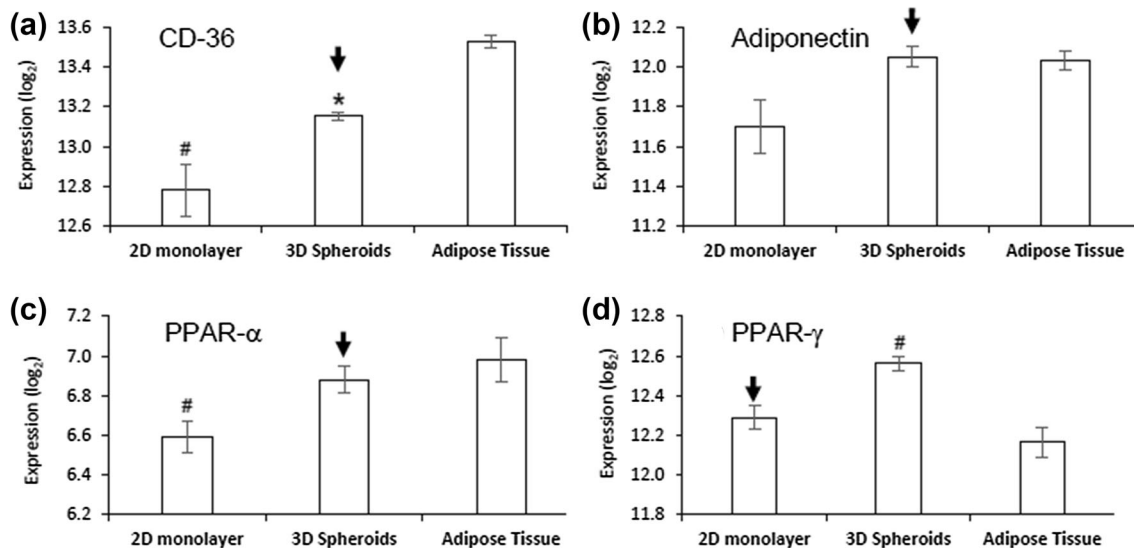 (a)
CD-36
Expression (log2)
13.6
13.4
13.2
13.0
12.8
12.6
#
*
2D monolayer 3D Spheroids Adipose Tissue
(b)
Adiponectin
Expression (log2)
12.2
12.0
11.8
11.6
11.4
11.2
2D monolayer 3D Spheroids Adipose Tissue
(c)
PPAR-α
Expression (log2)
7.2
7.0
6.8
6.6
6.4
6.2
#
2D monolayer 3D Spheroids Adipose Tissue
(d)
PPAR-γ
Expression (log2)
12.8
12.6
12.4
12.2
12.0
11.8
#
2D monolayer 3D Spheroids Adipose Tissue